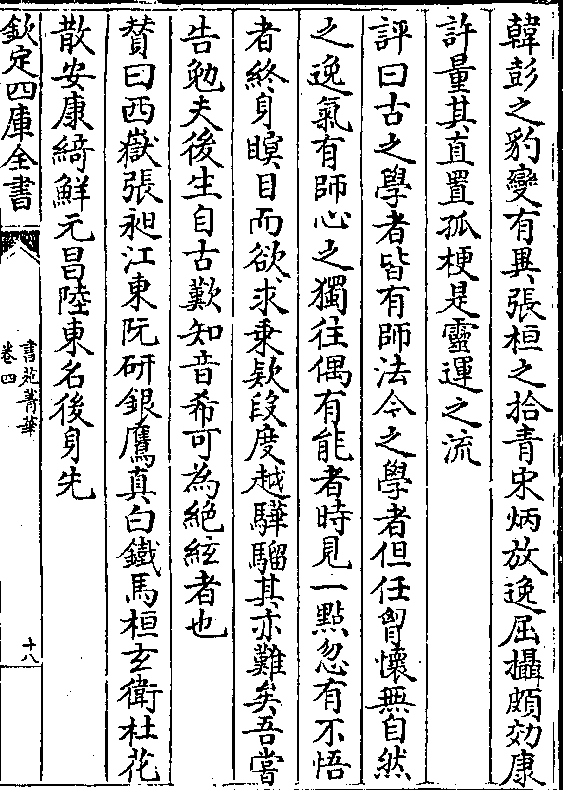 韓彭之豹變有異張桓之拾青宋炳放逸屈攝頗効康
許量其直置孤梗是靈運之流
評曰古之學者皆有師法今之學者但任胷懷無自然
之逸氣有師心之獨往偶有能者時見一點忽有不悟
者終身瞑目而欲求乗款段度越驊騮其亦難矣吾嘗
告勉夫後生自古歎知音希可為絶絃者也
賛曰西嶽張昶江東阮研銀鷹真白鐵馬桓玄衛杜花
散安康綺鮮元昌陸東名後身先
欽定四庫全書
書苑菁華
卷四
十八